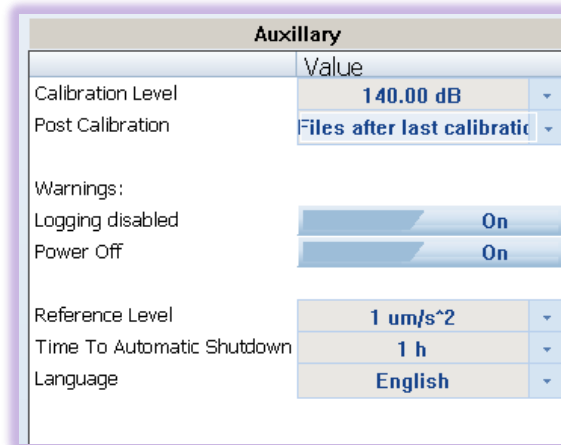 Auxillary
Value
Calibration Level 140.00 dB
Post Calibration Files after last calibratic
Warnings:
Logging disabled On
Power Off On
Reference Level 1 um/s^2
Time To Automatic Shutdown 1 h
Language English